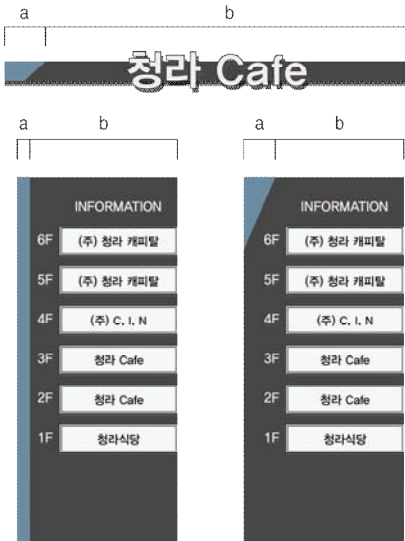 a b
청라 Cafe
a b
INFORMATION
6F (주) 청라 캐피탈
5F (주) 청라 캐피탈
4F (주) C. I. N
3F 청라 Cafe
2F 청라 Cafe
1F 청라식당
a b
INFORMATION
6F (주) 청라 캐피탈
5F (주) 청라 캐피탈
4F (주) C. I. N
3F 청라 Cafe
2F 청라 Cafe
1F 청라식당